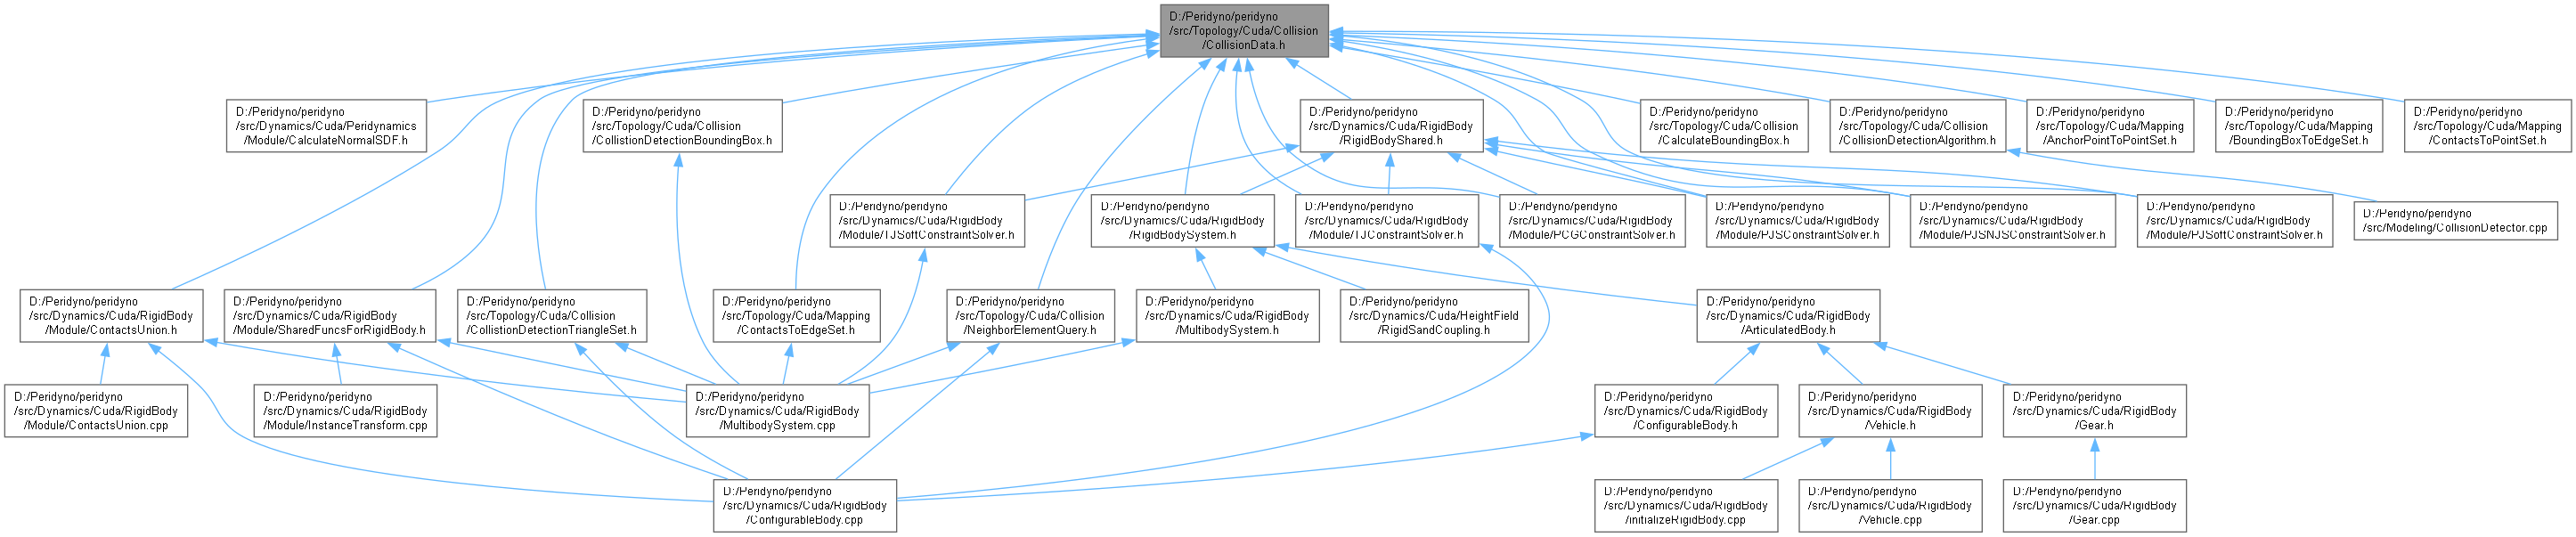 D:/Peridyno/peridyno
/src/Topology/Cuda/Collision
/CollisionData.h
D:/Peridyno/peridyno
/src/Dynamics/Cuda/Peridynamics
/Module/CalculateNormalSDF.h
D:/Peridyno/peridyno
/src/Topology/Cuda/Collision
/CollistionDetectionBoundingBox.h
D:/Peridyno/peridyno
/src/Dynamics/Cuda/RigidBody
/RigidBodyShared.h
D:/Peridyno/peridyno
/src/Topology/Cuda/Collision
/CalculateBoundingBox.h
D:/Peridyno/peridyno
/src/Topology/Cuda/Collision
/CollisionDetectionAlgorithm.h
D:/Peridyno/peridyno
/src/Topology/Cuda/Mapping
/AnchorPointToPointSet.h
D:/Peridyno/peridyno
/src/Topology/Cuda/Mapping
/BoundingBoxToEdgeSet.h
D:/Peridyno/peridyno
/src/Topology/Cuda/Mapping
/ContactsToPointSet.h
D:/Peridyno/peridyno
/src/Dynamics/Cuda/RigidBody
/Module/TJSoftConstraintSolver.h
D:/Peridyno/peridyno
/src/Dynamics/Cuda/RigidBody
/RigidBodySystem.h
D:/Peridyno/peridyno
/src/Dynamics/Cuda/RigidBody
/Module/TJConstraintSolver.h
D:/Peridyno/peridyno
/src/Dynamics/Cuda/RigidBody
/Module/PCGConstraintSolver.h
D:/Peridyno/peridyno
/src/Dynamics/Cuda/RigidBody
/Module/PJSConstraintSolver.h
D:/Peridyno/peridyno
/src/Dynamics/Cuda/RigidBody
/Module/PJSNJSConstraintSolver.h
D:/Peridyno/peridyno
/src/Dynamics/Cuda/RigidBody
/Module/PJSoftConstraintSolver.h
D:/Peridyno/peridyno
/src/Modeling/CollisionDetector.cpp
D:/Peridyno/peridyno
/src/Dynamics/Cuda/RigidBody
/Module/ContactsUnion.h
D:/Peridyno/peridyno
/src/Dynamics/Cuda/RigidBody
/Module/SharedFuncsForRigidBody.h
D:/Peridyno/peridyno
/src/Topology/Cuda/Collision
/CollistionDetectionTriangleSet.h
D:/Peridyno/peridyno
/src/Topology/Cuda/Mapping
/ContactsToEdgeSet.h
D:/Peridyno/peridyno
/src/Topology/Cuda/Collision
/NeighborElementQuery.h
D:/Peridyno/peridyno
/src/Dynamics/Cuda/RigidBody
/MultibodySystem.h
D:/Peridyno/peridyno
/src/Dynamics/Cuda/HeightField
/RigidSandCoupling.h
D:/Peridyno/peridyno
/src/Dynamics/Cuda/RigidBody
/ArticulatedBody.h
D:/Peridyno/peridyno
/src/Dynamics/Cuda/RigidBody
/Module/ContactsUnion.cpp
D:/Peridyno/peridyno
/src/Dynamics/Cuda/RigidBody
/Module/InstanceTransform.cpp
D:/Peridyno/peridyno
/src/Dynamics/Cuda/RigidBody
/MultibodySystem.cpp
D:/Peridyno/peridyno
/src/Dynamics/Cuda/RigidBody
/ConfigurableBody.h
D:/Peridyno/peridyno
/src/Dynamics/Cuda/RigidBody
/Vehicle.h
D:/Peridyno/peridyno
/src/Dynamics/Cuda/RigidBody
/Gear.h
D:/Peridyno/peridyno
/src/Dynamics/Cuda/RigidBody
/ConfigurableBody.cpp
D:/Peridyno/peridyno
/src/Dynamics/Cuda/RigidBody
/initializeRigidBody.cpp
D:/Peridyno/peridyno
/src/Dynamics/Cuda/RigidBody
/Vehicle.cpp
D:/Peridyno/peridyno
/src/Dynamics/Cuda/RigidBody
/Gear.cpp